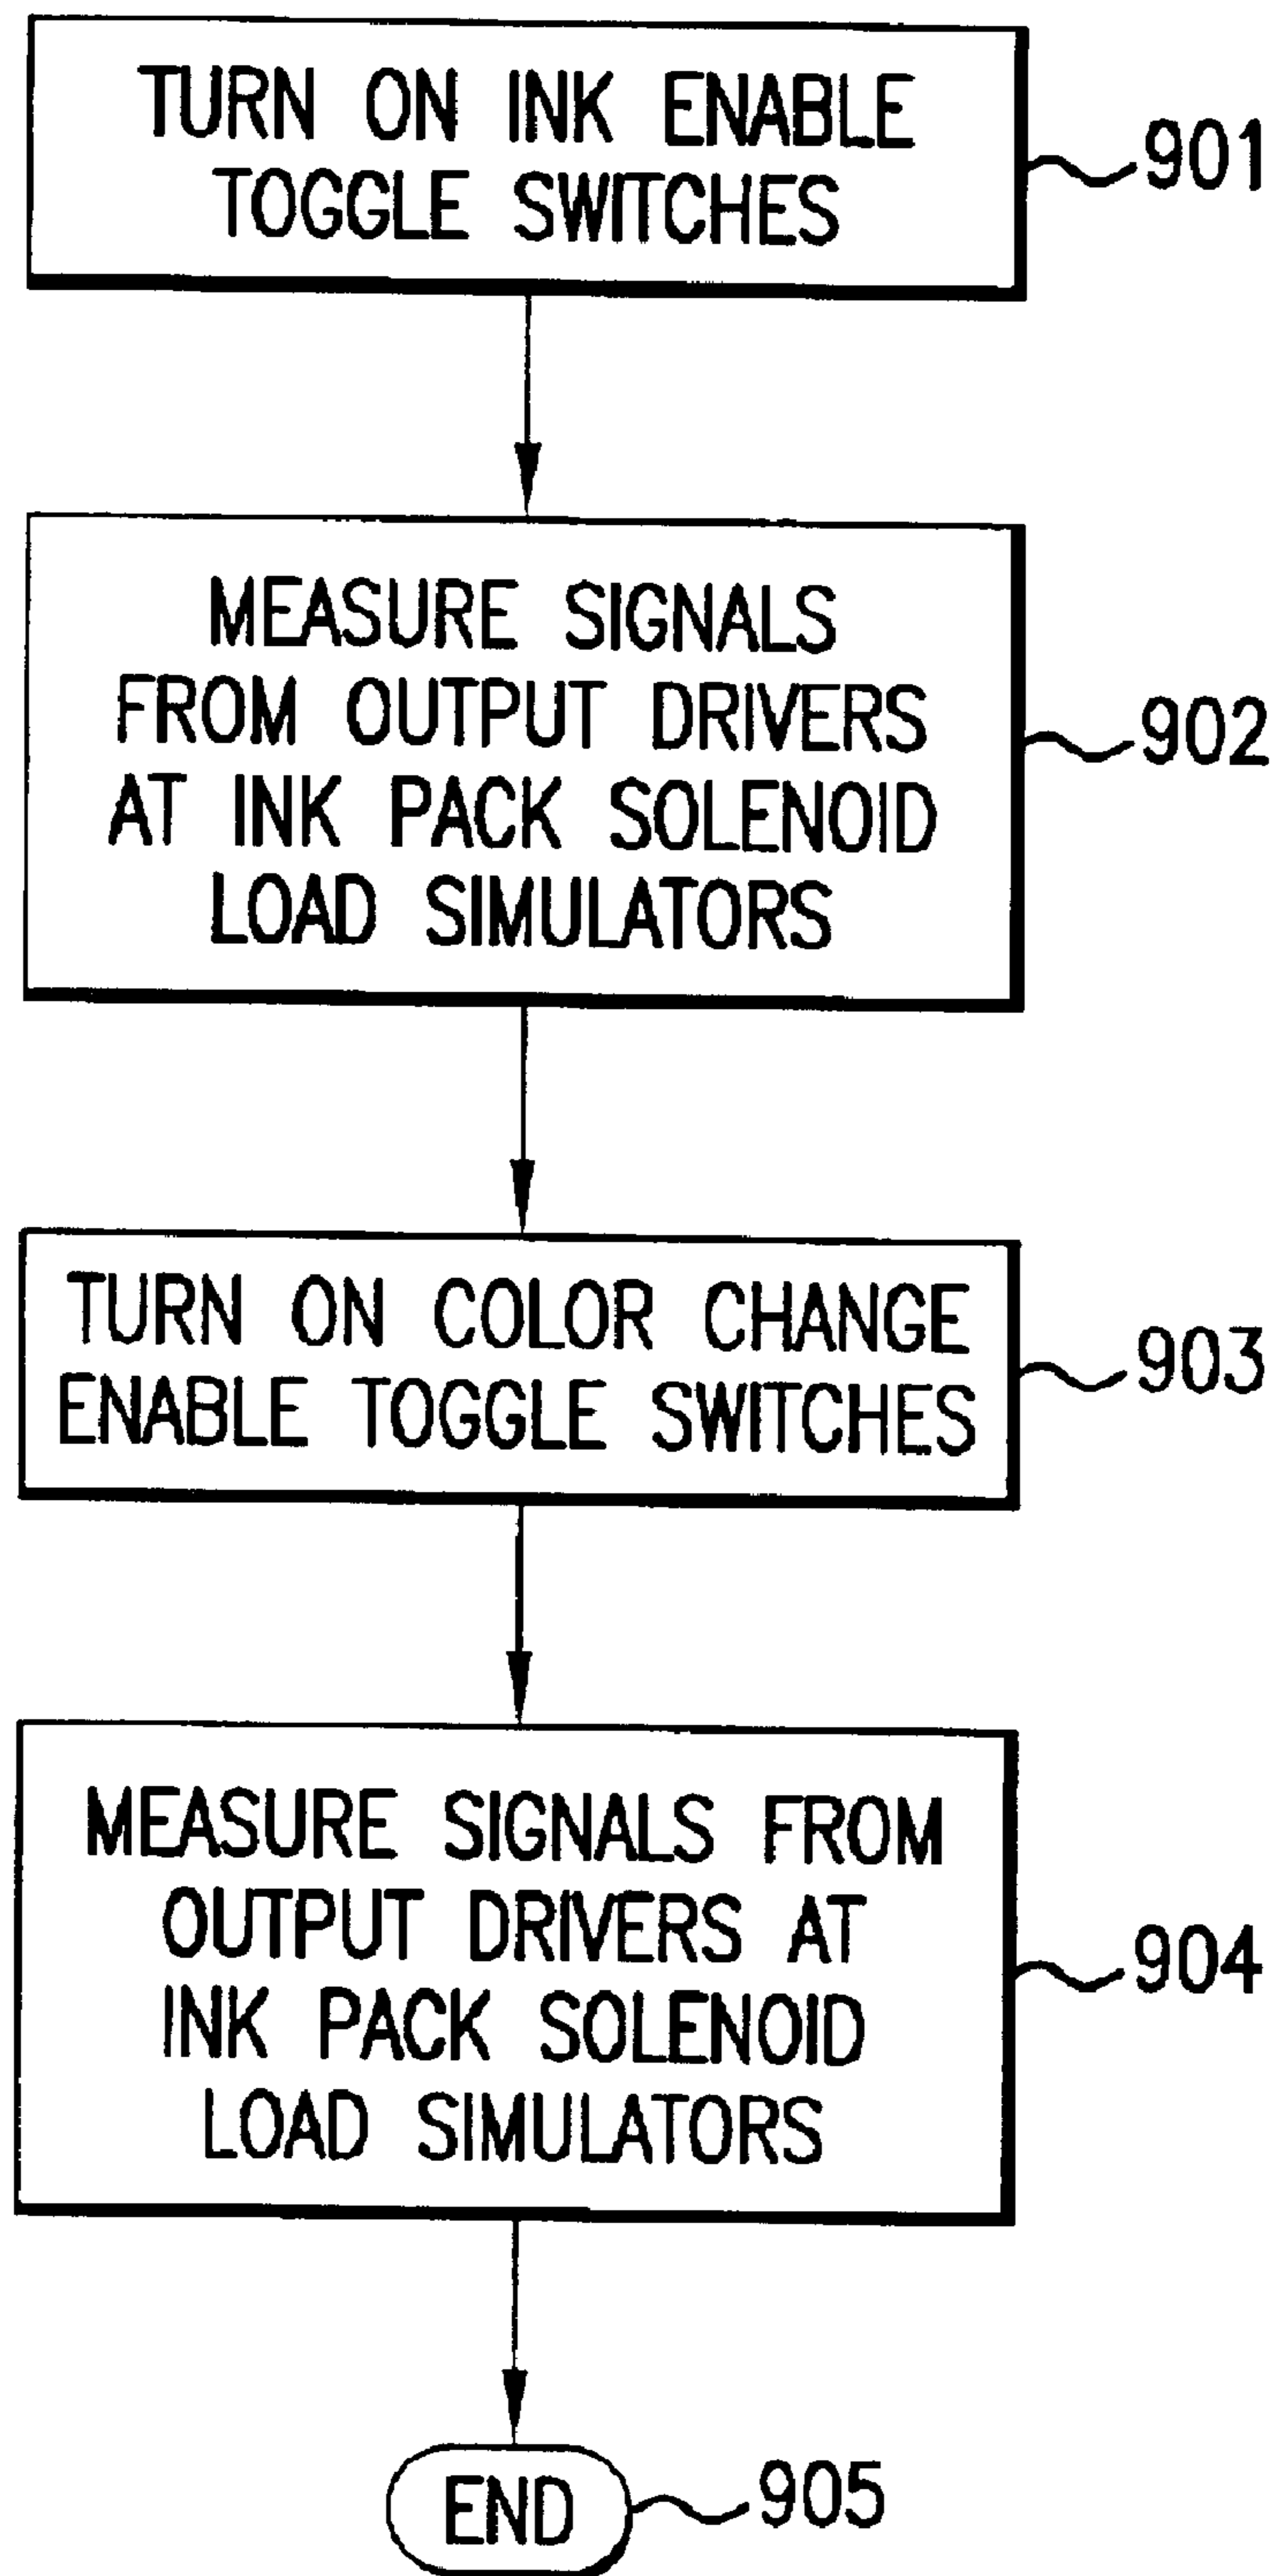 TURN ON INK ENABLE
TOGGLE SWITCHES
901
MEASURE SIGNALS
FROM OUTPUT DRIVERS
AT INK PACK SOLENOID
LOAD SIMULATORS
902
TURN ON COLOR CHANGE
ENABLE TOGGLE SWITCHES
903
MEASURE SIGNALS FROM
OUTPUT DRIVERS AT
INK PACK SOLENOID
LOAD SIMULATORS
904
END
905